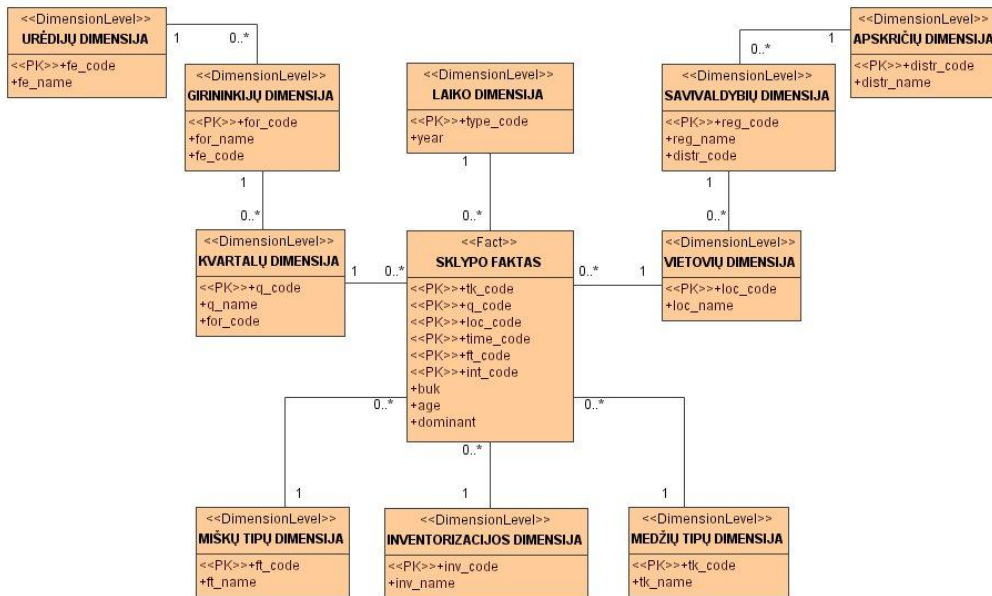 <<DimensionLevel>>
URĖDIJŲ DIMENSIJA
<<PK>>+fe_code
+fe_name
1
0..*
<<DimensionLevel>>
GIRININKIJŲ DIMENSIJA
<<PK>>+for_code
+for_name
+fe_code
1
0..*
<<DimensionLevel>>
KVARTALŲ DIMENSIJA
<<PK>>+q_code
+q_name
+for_code
1
0..*
<<DimensionLevel>>
LAIKO DIMENSIJA
<<PK>>+type_code
+year
1
0..*
<<DimensionLevel>>
APSKRIČIŲ DIMENSIJA
<<PK>>+distr_code
+distr_name
1
0..*
<<DimensionLevel>>
SAVIVALDYBIŲ DIMENSIJA
<<PK>>+reg_code
+reg_name
+distr_code
1
0..*
<<DimensionLevel>>
VIETOVIŲ DIMENSIJA
<<PK>>+loc_code
+loc_name
1
0..*
<<Fact>>
SKLYPO FAKTAS
<<PK>>+tk_code
<<PK>>+q_code
<<PK>>+loc_code
<<PK>>+time_code
<<PK>>+ft_code
<<PK>>+int_code
+buk
+age
+dominant
0..*
0..*
0..*
1
1
1
<<DimensionLevel>>
MIŠKŲ TIPŲ DIMENSIJA
<<PK>>+ft_code
+ft_name
<<DimensionLevel>>
INVENTORIZACIJOS DIMENSIJA
<<PK>>+inv_code
+inv_name
<<DimensionLevel>>
MEDŽIŲ TIPŲ DIMENSIJA
<<PK>>+tk_code
+tk_name